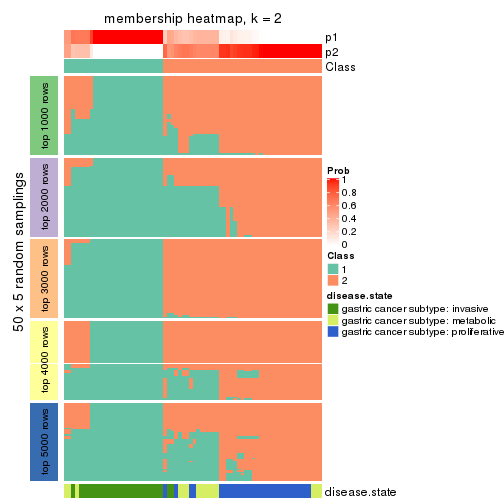 membership heatmap, k = 2
p1
p2
Class
50 x 5 random samplings
top 1000 rows
top 2000 rows
top 3000 rows
top 4000 rows
top 5000 rows
Prob
1
0.8
0.6
0.4
0.2
0
Class
1
2
disease.state
gastric cancer subtype: invasive
gastric cancer subtype: metabolic
gastric cancer subtype: proliferative
disease.state